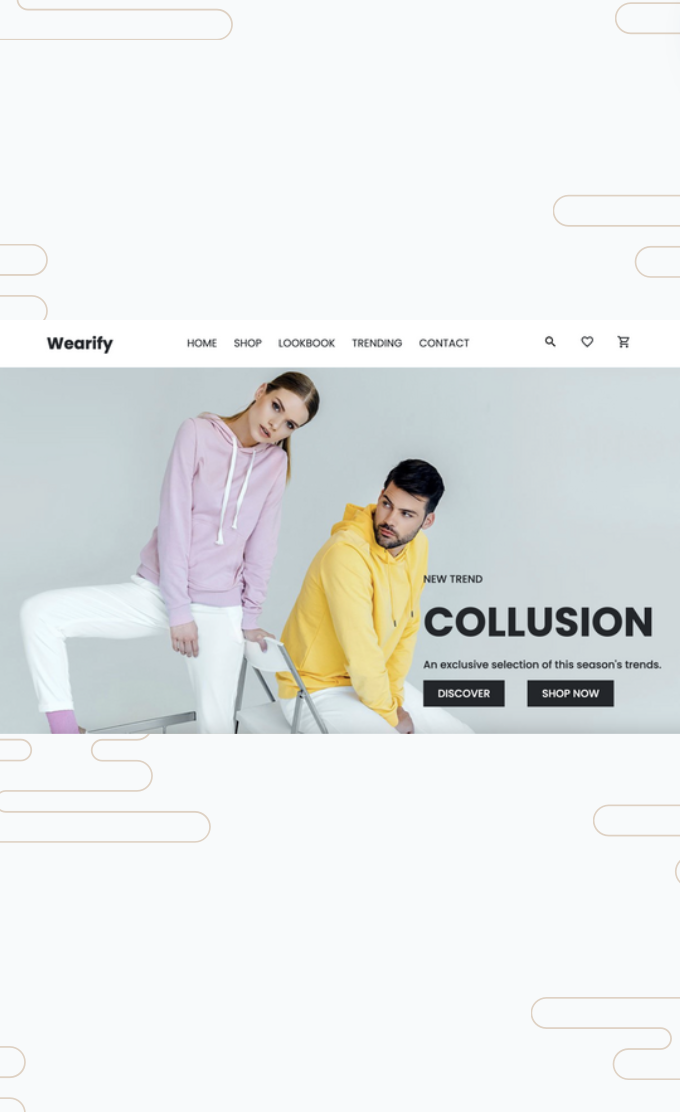 Wearify
HOME SHOP LOOKBOOK TRENDING CONTACT
NEW TREND
COLLUSION
An exclusive selection of this season's trends.
DISCOVER SHOP NOW